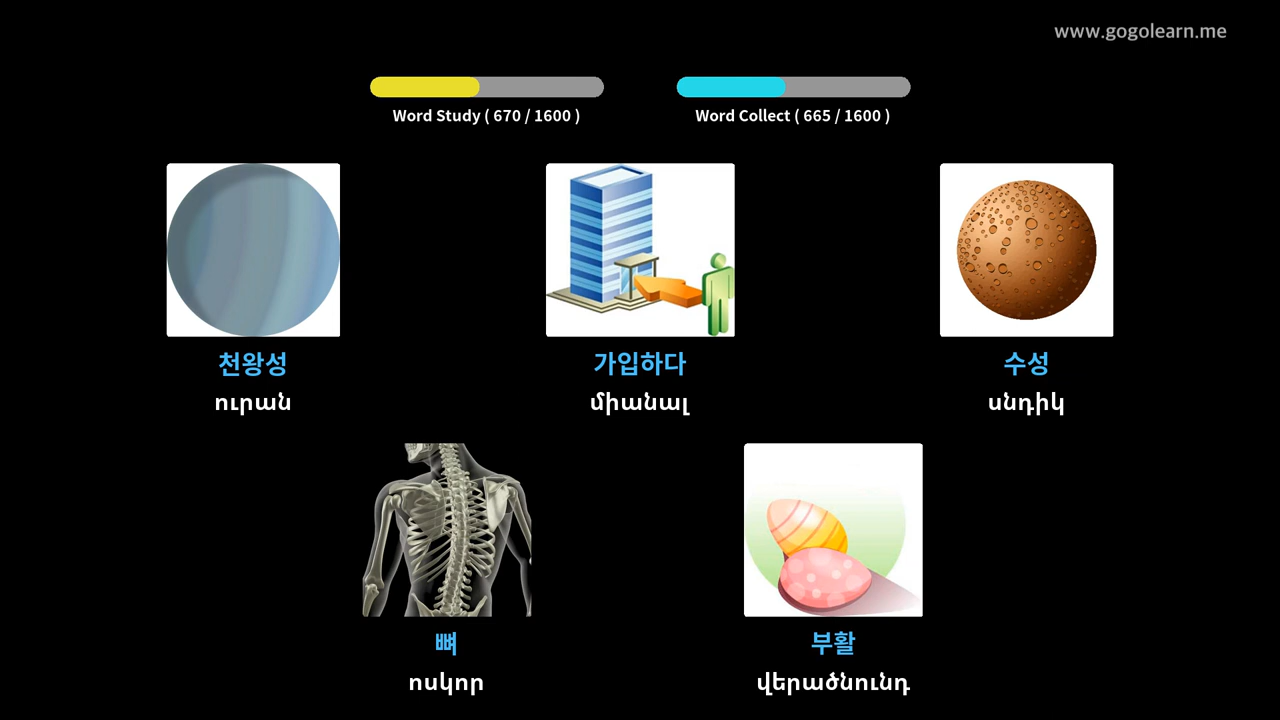 www.gogolearn.me
Word Study ( 670 / 1600 )
Word Collect ( 665 / 1600 )
천왕성
ուրան
가입하다
միանալ
수성
սնդիկ
뼈
ոսկոր
부활
վերածնունդ